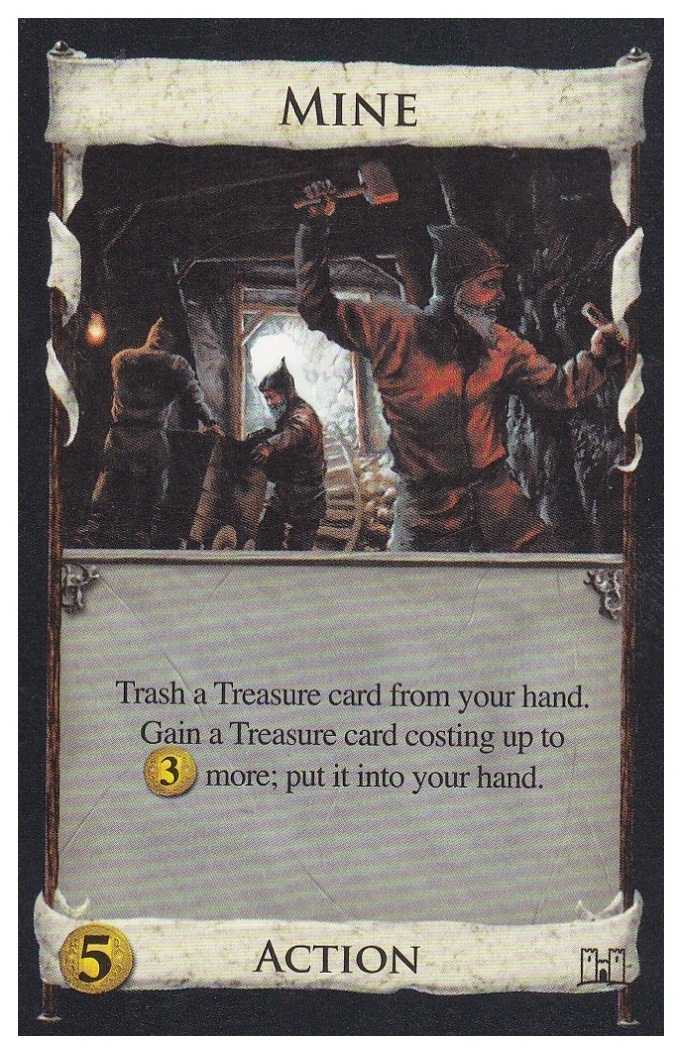 MINE
Trash a Treasure card from your hand.
Gain a Treasure card costing up to
3 more; put it into your hand.
5 ACTION